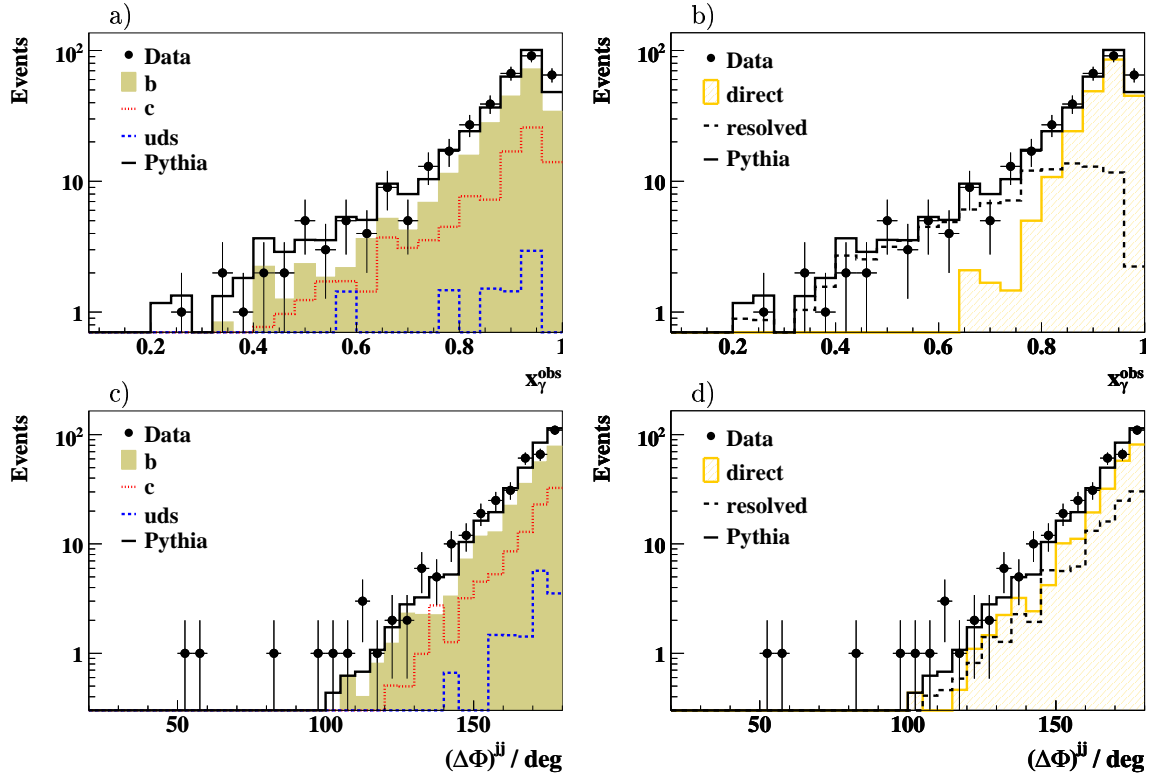 a)
Events
10²
10
1
Data
b
c
uds
Pythia
0.2 0.4 0.6 0.8 1
xγ^obs
b)
Events
10²
10
1
Data
direct
resolved
Pythia
0.2 0.4 0.6 0.8 1
xγ^obs
c)
Events
10²
10
1
Data
b
c
uds
Pythia
50 100 150
(ΔΦ)^jj / deg
d)
Events
10²
10
1
Data
direct
resolved
Pythia
50 100 150
(ΔΦ)^jj / deg